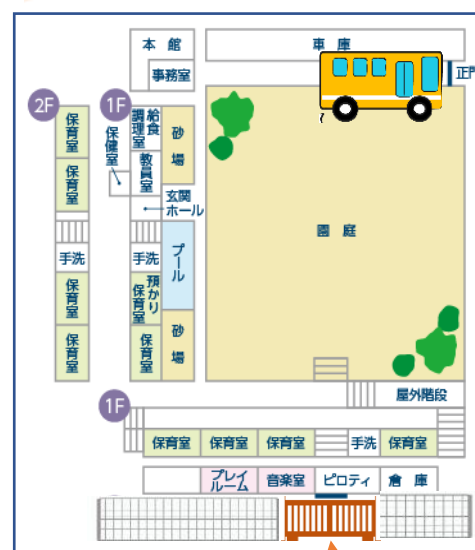 本館
車庫
事務室
正門
2F
1F
保育室
保育室
手洗
保育室
保育室
保健室
給食
調理室
教員室
玄関
ホール
手洗
預かり
保育室
保育室
砂場
プール
砂場
園庭
屋外階段
1F
保育室
保育室
保育室
手洗
保育室
プレイ
ルーム
音楽室
ピロティ
倉庫